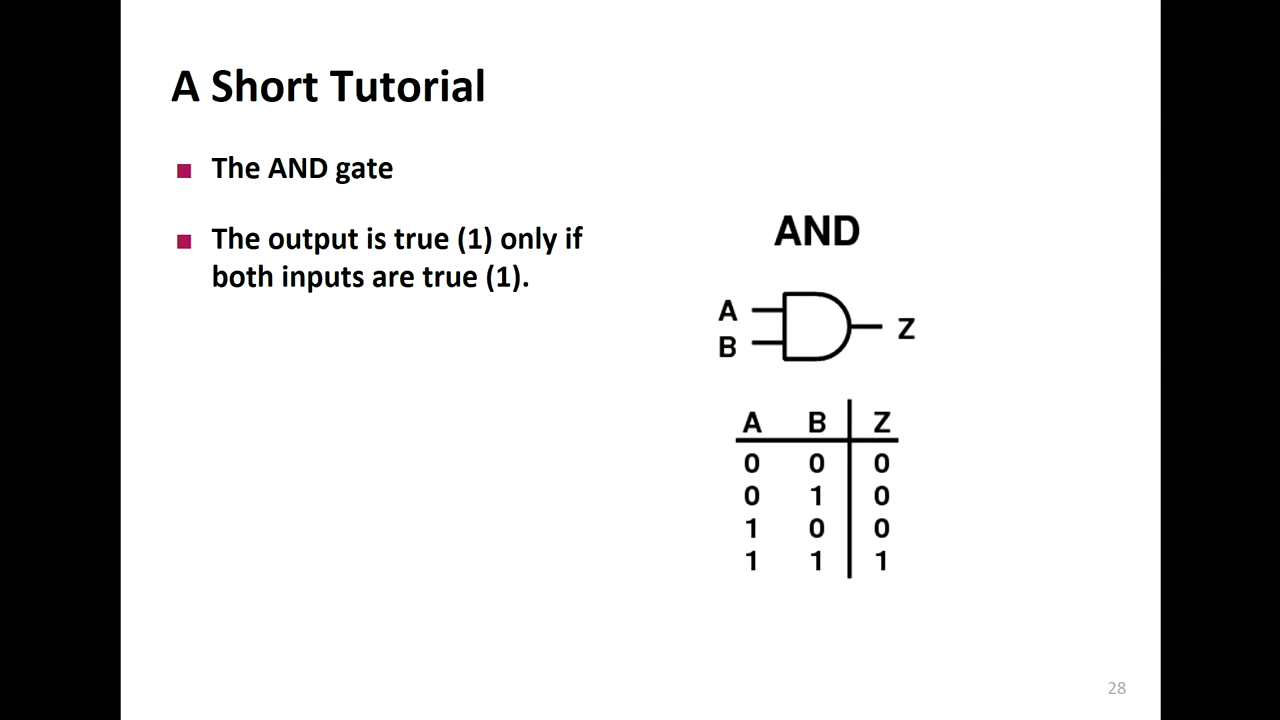 A Short Tutorial
The AND gate
The output is true (1) only if
both inputs are true (1).
AND
A
B
Z
A B Z
0 0 0
0 1 0
1 0 0
1 1 1
28